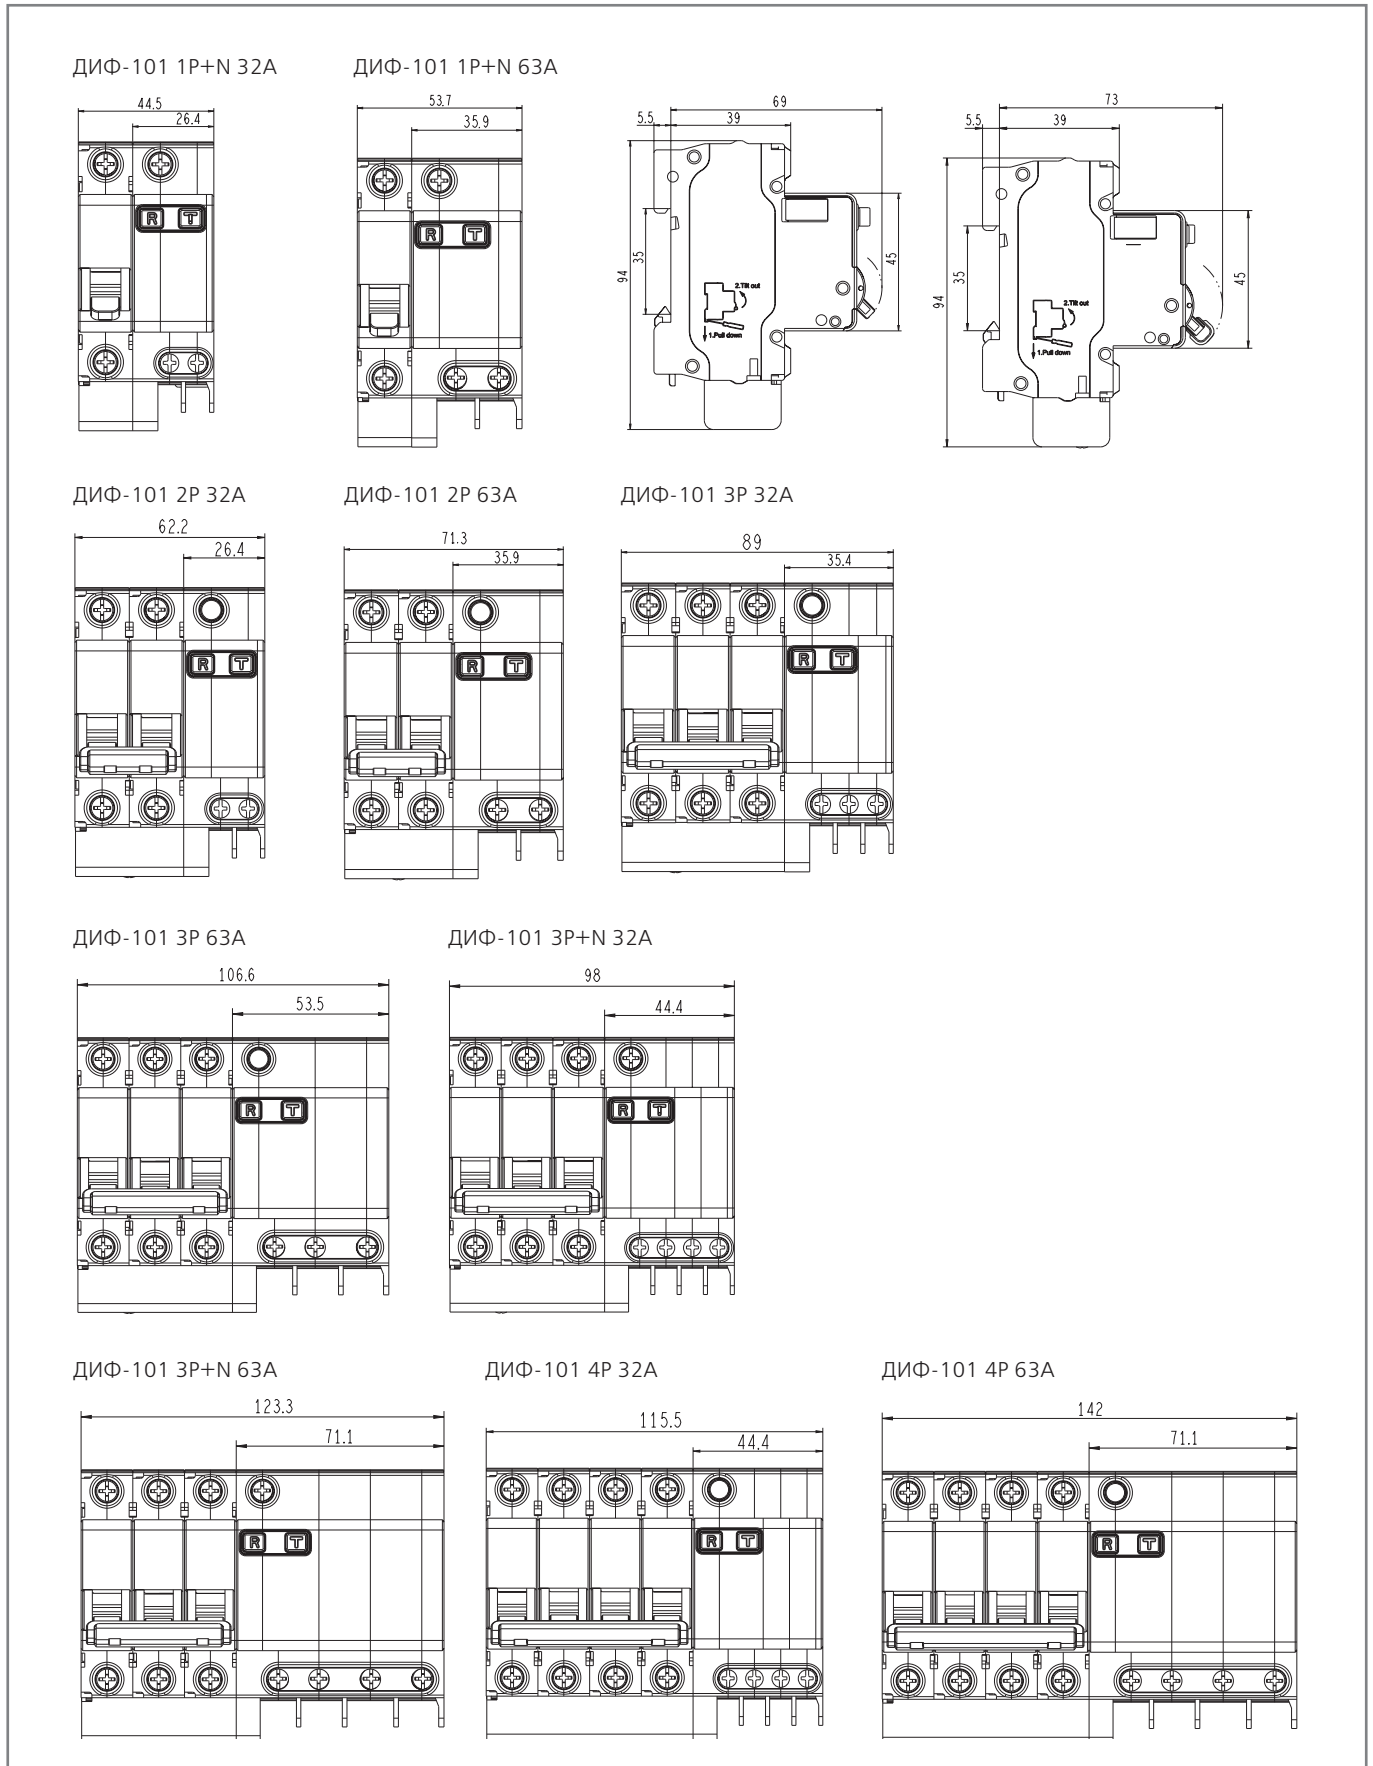 ДИФ-101 1P+N 32A
ДИФ-101 1P+N 63A
44.5
26.4
R T
53.7
35.9
R T
69
5.5
39
94
35
45
2.Tilt out
1.Pull down
73
5.5
39
94
35
45
2.Tilt out
1.Pull down
ДИФ-101 2P 32A
ДИФ-101 2P 63A
ДИФ-101 3P 32A
62.2
26.4
R T
71.3
35.9
R T
89
35.4
R T
ДИФ-101 3P 63A
ДИФ-101 3P+N 32A
106.6
53.5
R T
98
44.4
R T
ДИФ-101 3P+N 63A
ДИФ-101 4P 32A
ДИФ-101 4P 63A
123.3
71.1
R T
115.5
44.4
R T
142
71.1
R T